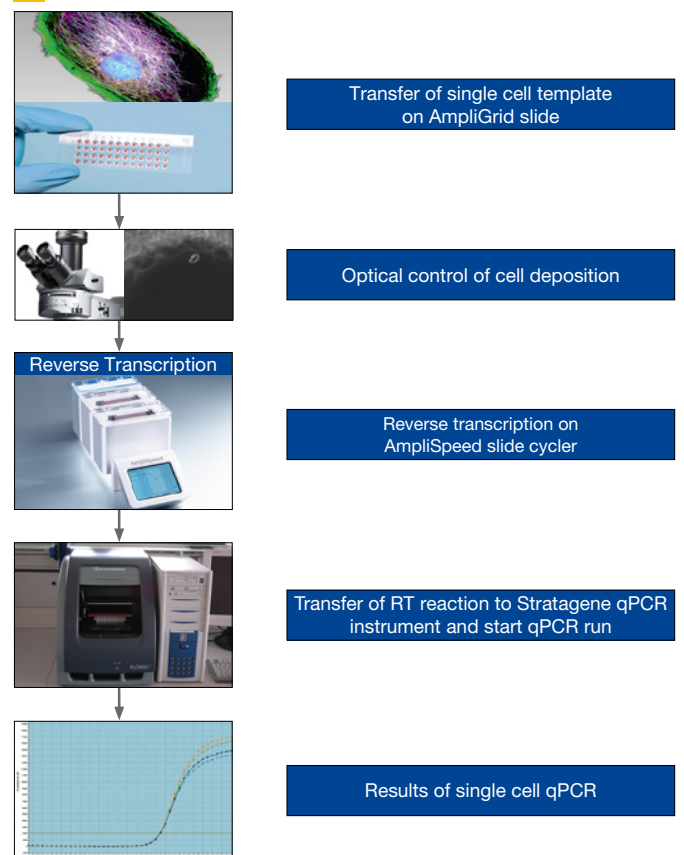 Transfer of single cell template
on AmpliGrid slide
Optical control of cell deposition
Reverse Transcription
Reverse transcription on
AmpliSpeed slide cycler
AmpliSpeed
Transfer of RT reaction to Stratagene qPCR
instrument and start qPCR run
Results of single cell qPCR